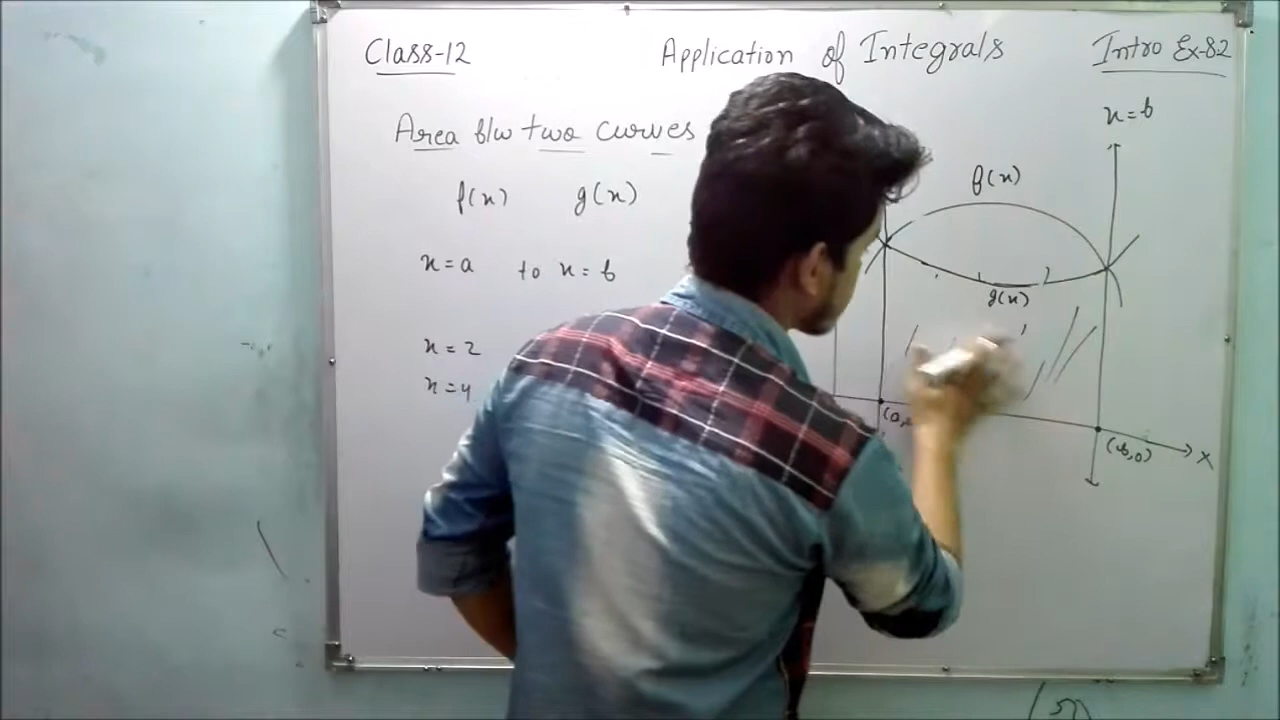 Class-12
Application of Integrals
Intro Ex-8.2
Area b/w two curves
x=b
f(x)
f(x) g(x)
x=a to x=b
g(x)
x=2
x=4
(b,0)
X